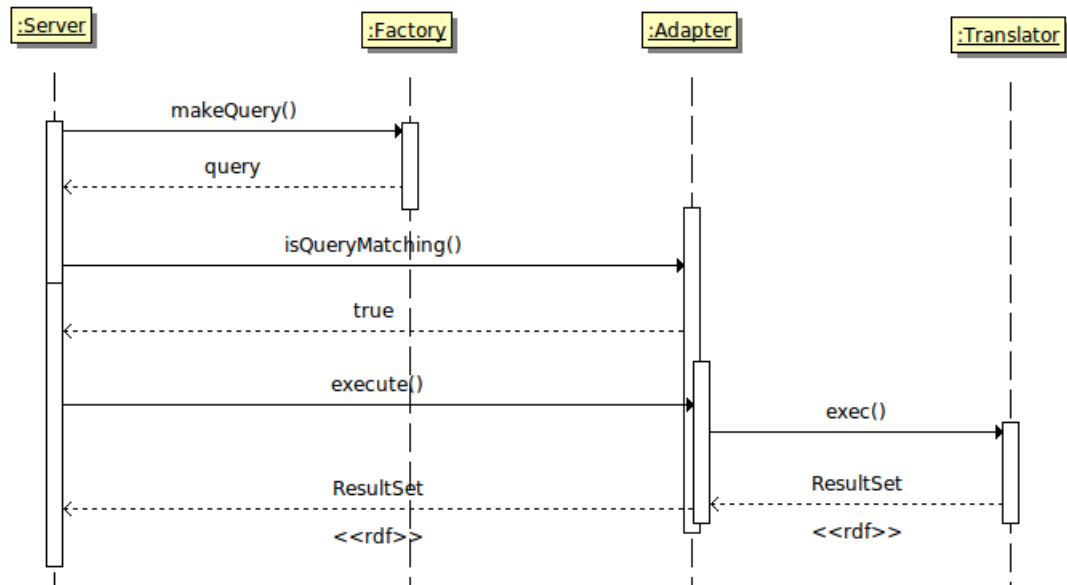 :Server
:Factory
:Adapter
:Translator
makeQuery()
query
isQueryMatching()
true
execute()
exec()
ResultSet
ResultSet
<<rdf>>
<<rdf>>